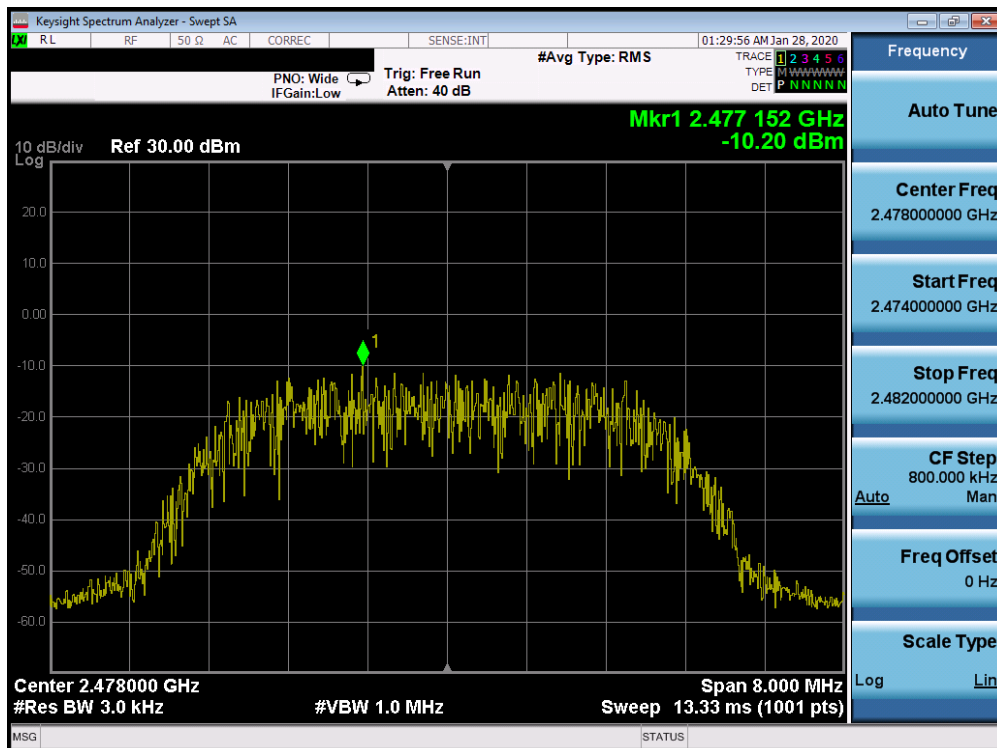 Keysight Spectrum Analyzer - Swept SA
LXI RL RF 50 Ω AC CORREC SENSE:INT 01:29:56 AM Jan 28, 2020
Frequency
#Avg Type: RMS TRACE 1 2 3 4 5 6
PNO: Wide Trig: Free Run TYPE M WWWWW
IFGain:Low Atten: 40 dB DET P N N N N N
Auto Tune
Mkr1 2.477 152 GHz
10 dB/div Ref 30.00 dBm -10.20 dBm
Log
1
20.0
10.0
0.00
-10.0
-20.0
-30.0
-40.0
-50.0
-60.0
Center Freq
2.478000000 GHz
Start Freq
2.474000000 GHz
Stop Freq
2.482000000 GHz
CF Step
800.000 kHz
Auto Man
Freq Offset
0 Hz
Scale Type
Log Lin
Center 2.478000 GHz Span 8.000 MHz
#Res BW 3.0 kHz #VBW 1.0 MHz Sweep 13.33 ms (1001 pts)
MSG STATUS